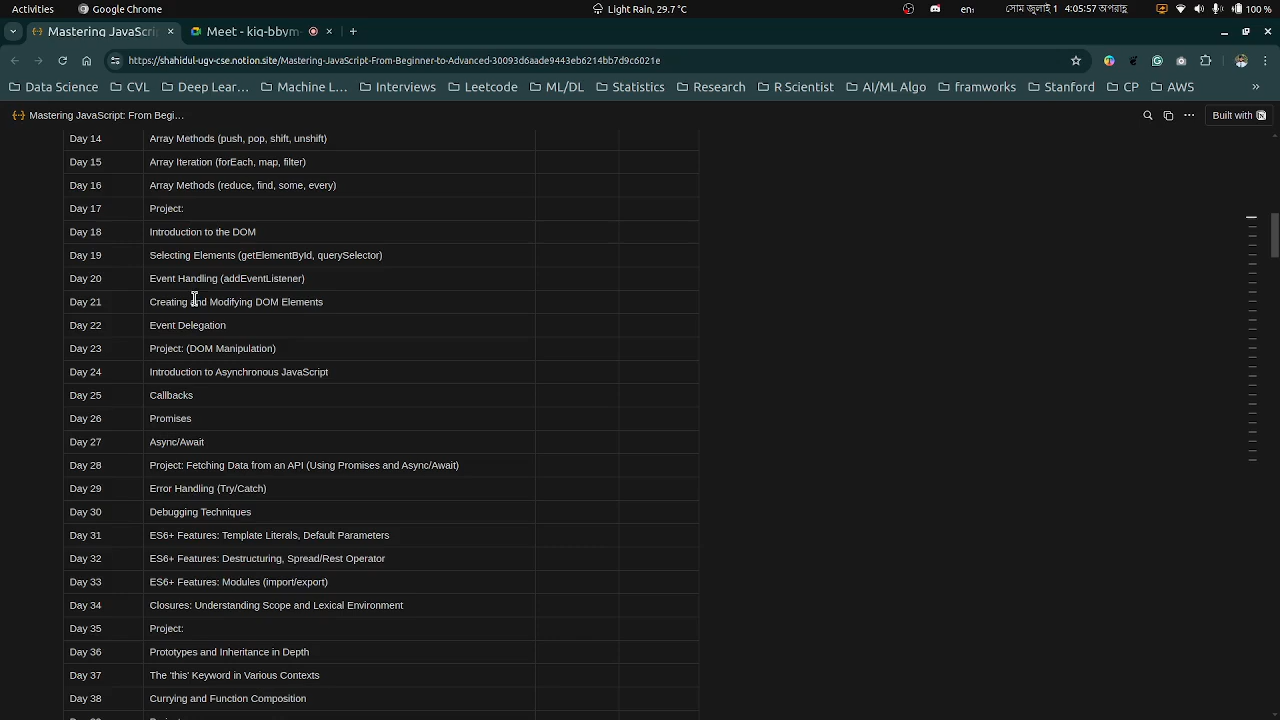 Activities
Google Chrome
Light Rain, 29.7 °C
en₁
সোম জুলাই 1 4:05:57 অপরাহ্ণ
100 %
Mastering JavaScri
Meet - kiq-bbym-
https://shahidul-ugv-cse.notion.site/Mastering-JavaScript-From-Beginner-to-Advanced-30093d6aade9443eb6214bb7d9c6021e
Data Science
CVL
Deep Lear…
Machine L…
Interviews
Leetcode
ML/DL
Statistics
Research
R Scientist
AI/ML Algo
framworks
Stanford
CP
AWS
»
Mastering JavaScript: From Begi…
Built with
Day 14 Array Methods (push, pop, shift, unshift)
Day 15 Array Iteration (forEach, map, filter)
Day 16 Array Methods (reduce, find, some, every)
Day 17 Project:
Day 18 Introduction to the DOM
Day 19 Selecting Elements (getElementById, querySelector)
Day 20 Event Handling (addEventListener)
Day 21 Creating and Modifying DOM Elements
Day 22 Event Delegation
Day 23 Project: (DOM Manipulation)
Day 24 Introduction to Asynchronous JavaScript
Day 25 Callbacks
Day 26 Promises
Day 27 Async/Await
Day 28 Project: Fetching Data from an API (Using Promises and Async/Await)
Day 29 Error Handling (Try/Catch)
Day 30 Debugging Techniques
Day 31 ES6+ Features: Template Literals, Default Parameters
Day 32 ES6+ Features: Destructuring, Spread/Rest Operator
Day 33 ES6+ Features: Modules (import/export)
Day 34 Closures: Understanding Scope and Lexical Environment
Day 35 Project:
Day 36 Prototypes and Inheritance in Depth
Day 37 The 'this' Keyword in Various Contexts
Day 38 Currying and Function Composition